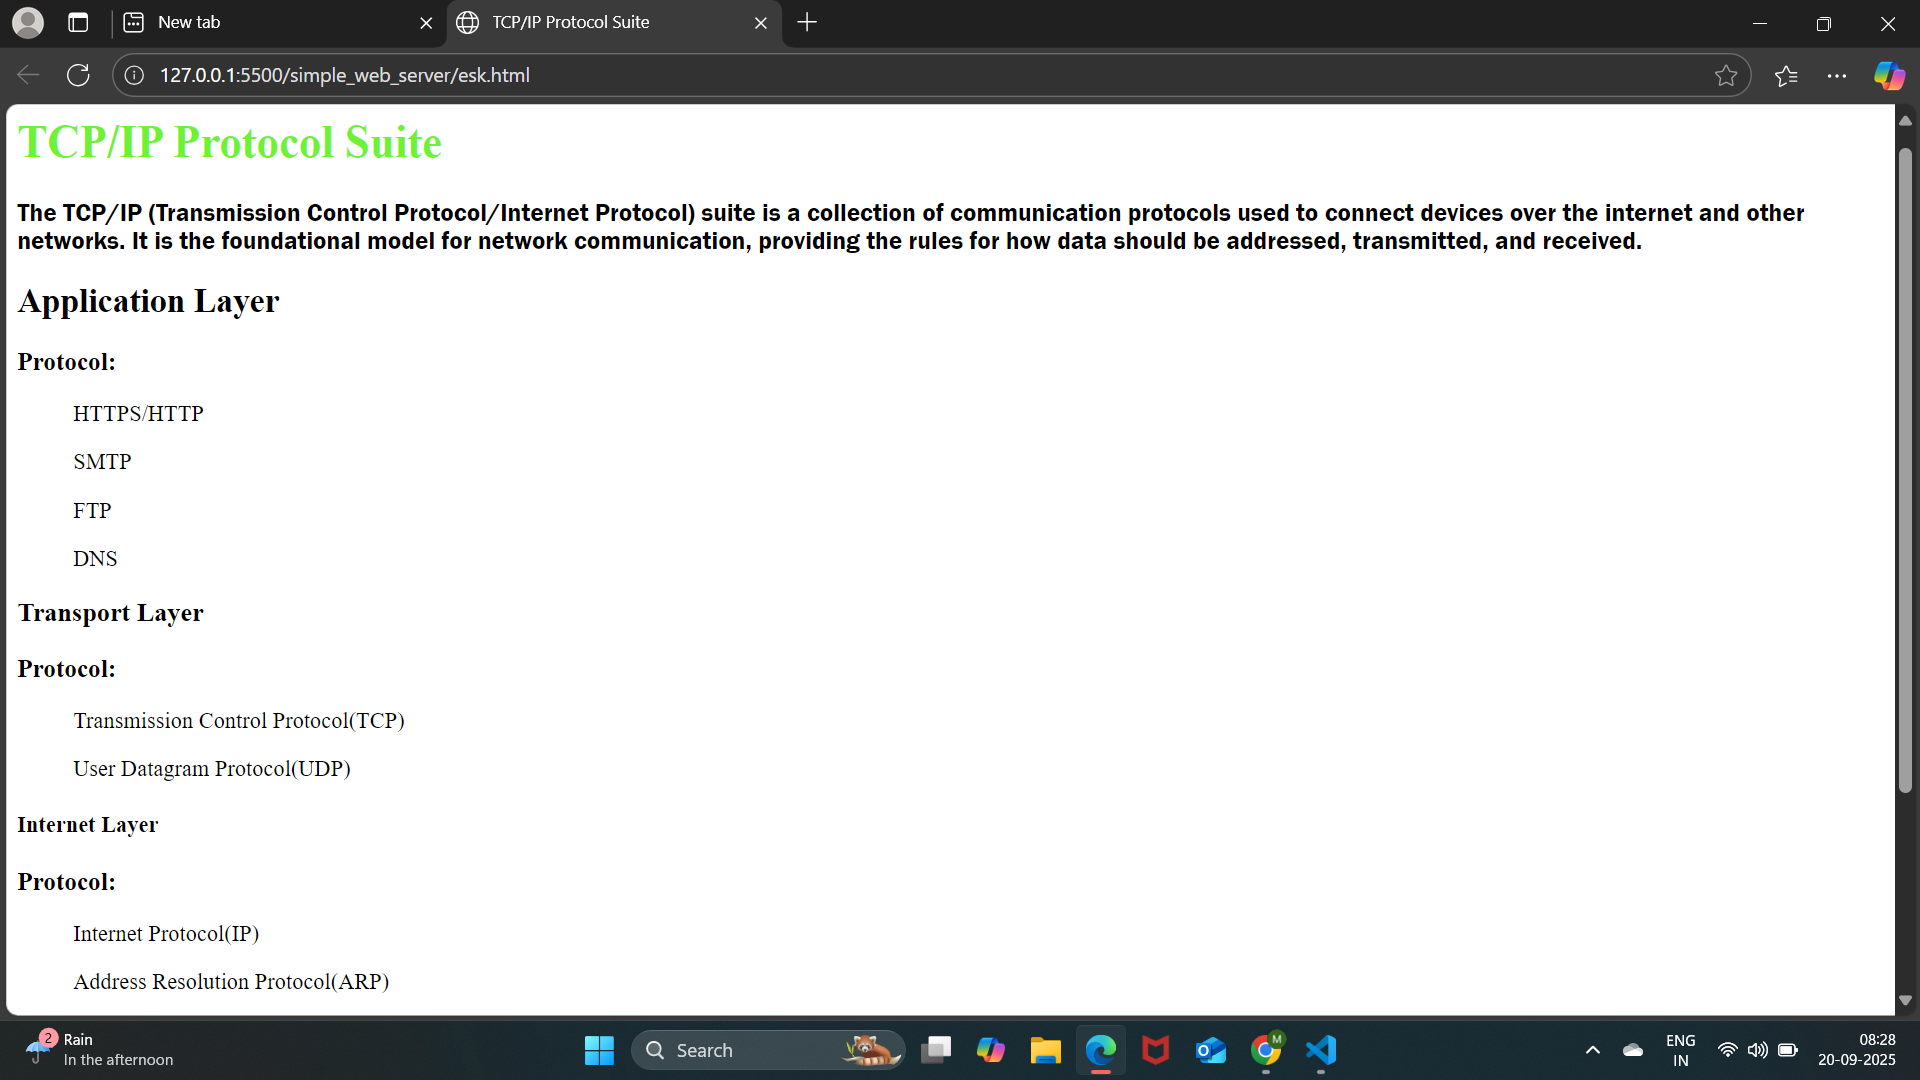 New tab
TCP/IP Protocol Suite
127.0.0.1:5500/simple_web_server/esk.html
TCP/IP Protocol Suite
The TCP/IP (Transmission Control Protocol/Internet Protocol) suite is a collection of communication protocols used to connect devices over the internet and other
networks. It is the foundational model for network communication, providing the rules for how data should be addressed, transmitted, and received.
Application Layer
Protocol:
HTTPS/HTTP
SMTP
FTP
DNS
Transport Layer
Protocol:
Transmission Control Protocol(TCP)
User Datagram Protocol(UDP)
Internet Layer
Protocol:
Internet Protocol(IP)
Address Resolution Protocol(ARP)
2
Rain
In the afternoon
Search
M
ENG
IN
08:28
20-09-2025